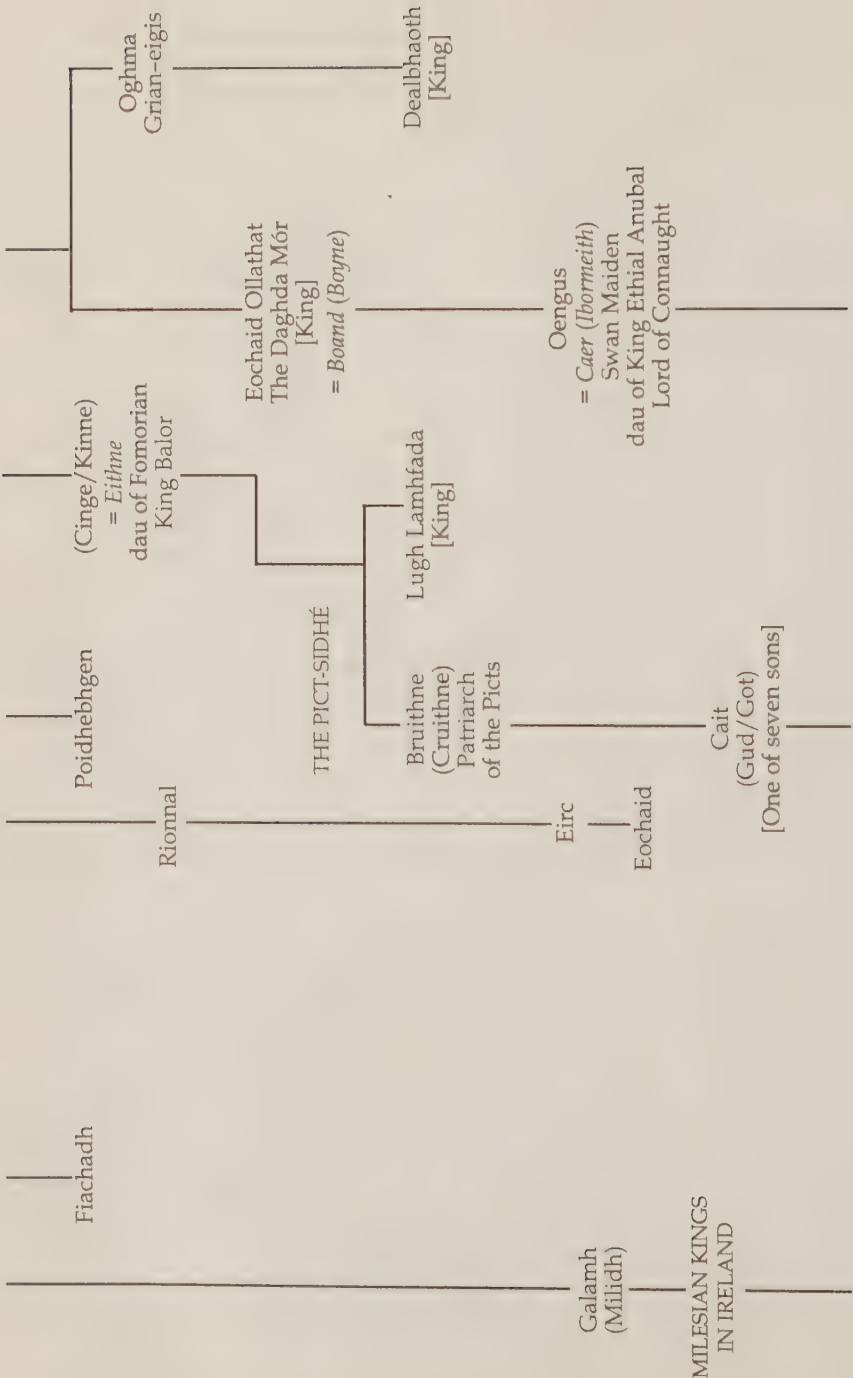 Fiachadh
Poidhebhgen
(Cinge/Kinne)
= Eithne
dau of Fomorian
King Balor
Oghma
Grian-eigis
Rionnal
Eochaid Ollathat
The Daghda Mór
[King]
= Boand (Boyne)
THE PICT-SIDHÉ
Bruithne
(Cruithne)
Patriarch
of the Picts
Lugh Lamhfada
[King]
Dealbhaoth
[King]
Galamh
(Milidh)
Eirc
Eochaid
Oengus
= Caer (Ibormeith)
Swan Maiden
dau of King Ethial Anubal
Lord of Connaught
MILESIAN KINGS
IN IRELAND
Cait
(Gud/Got)
[One of seven sons]